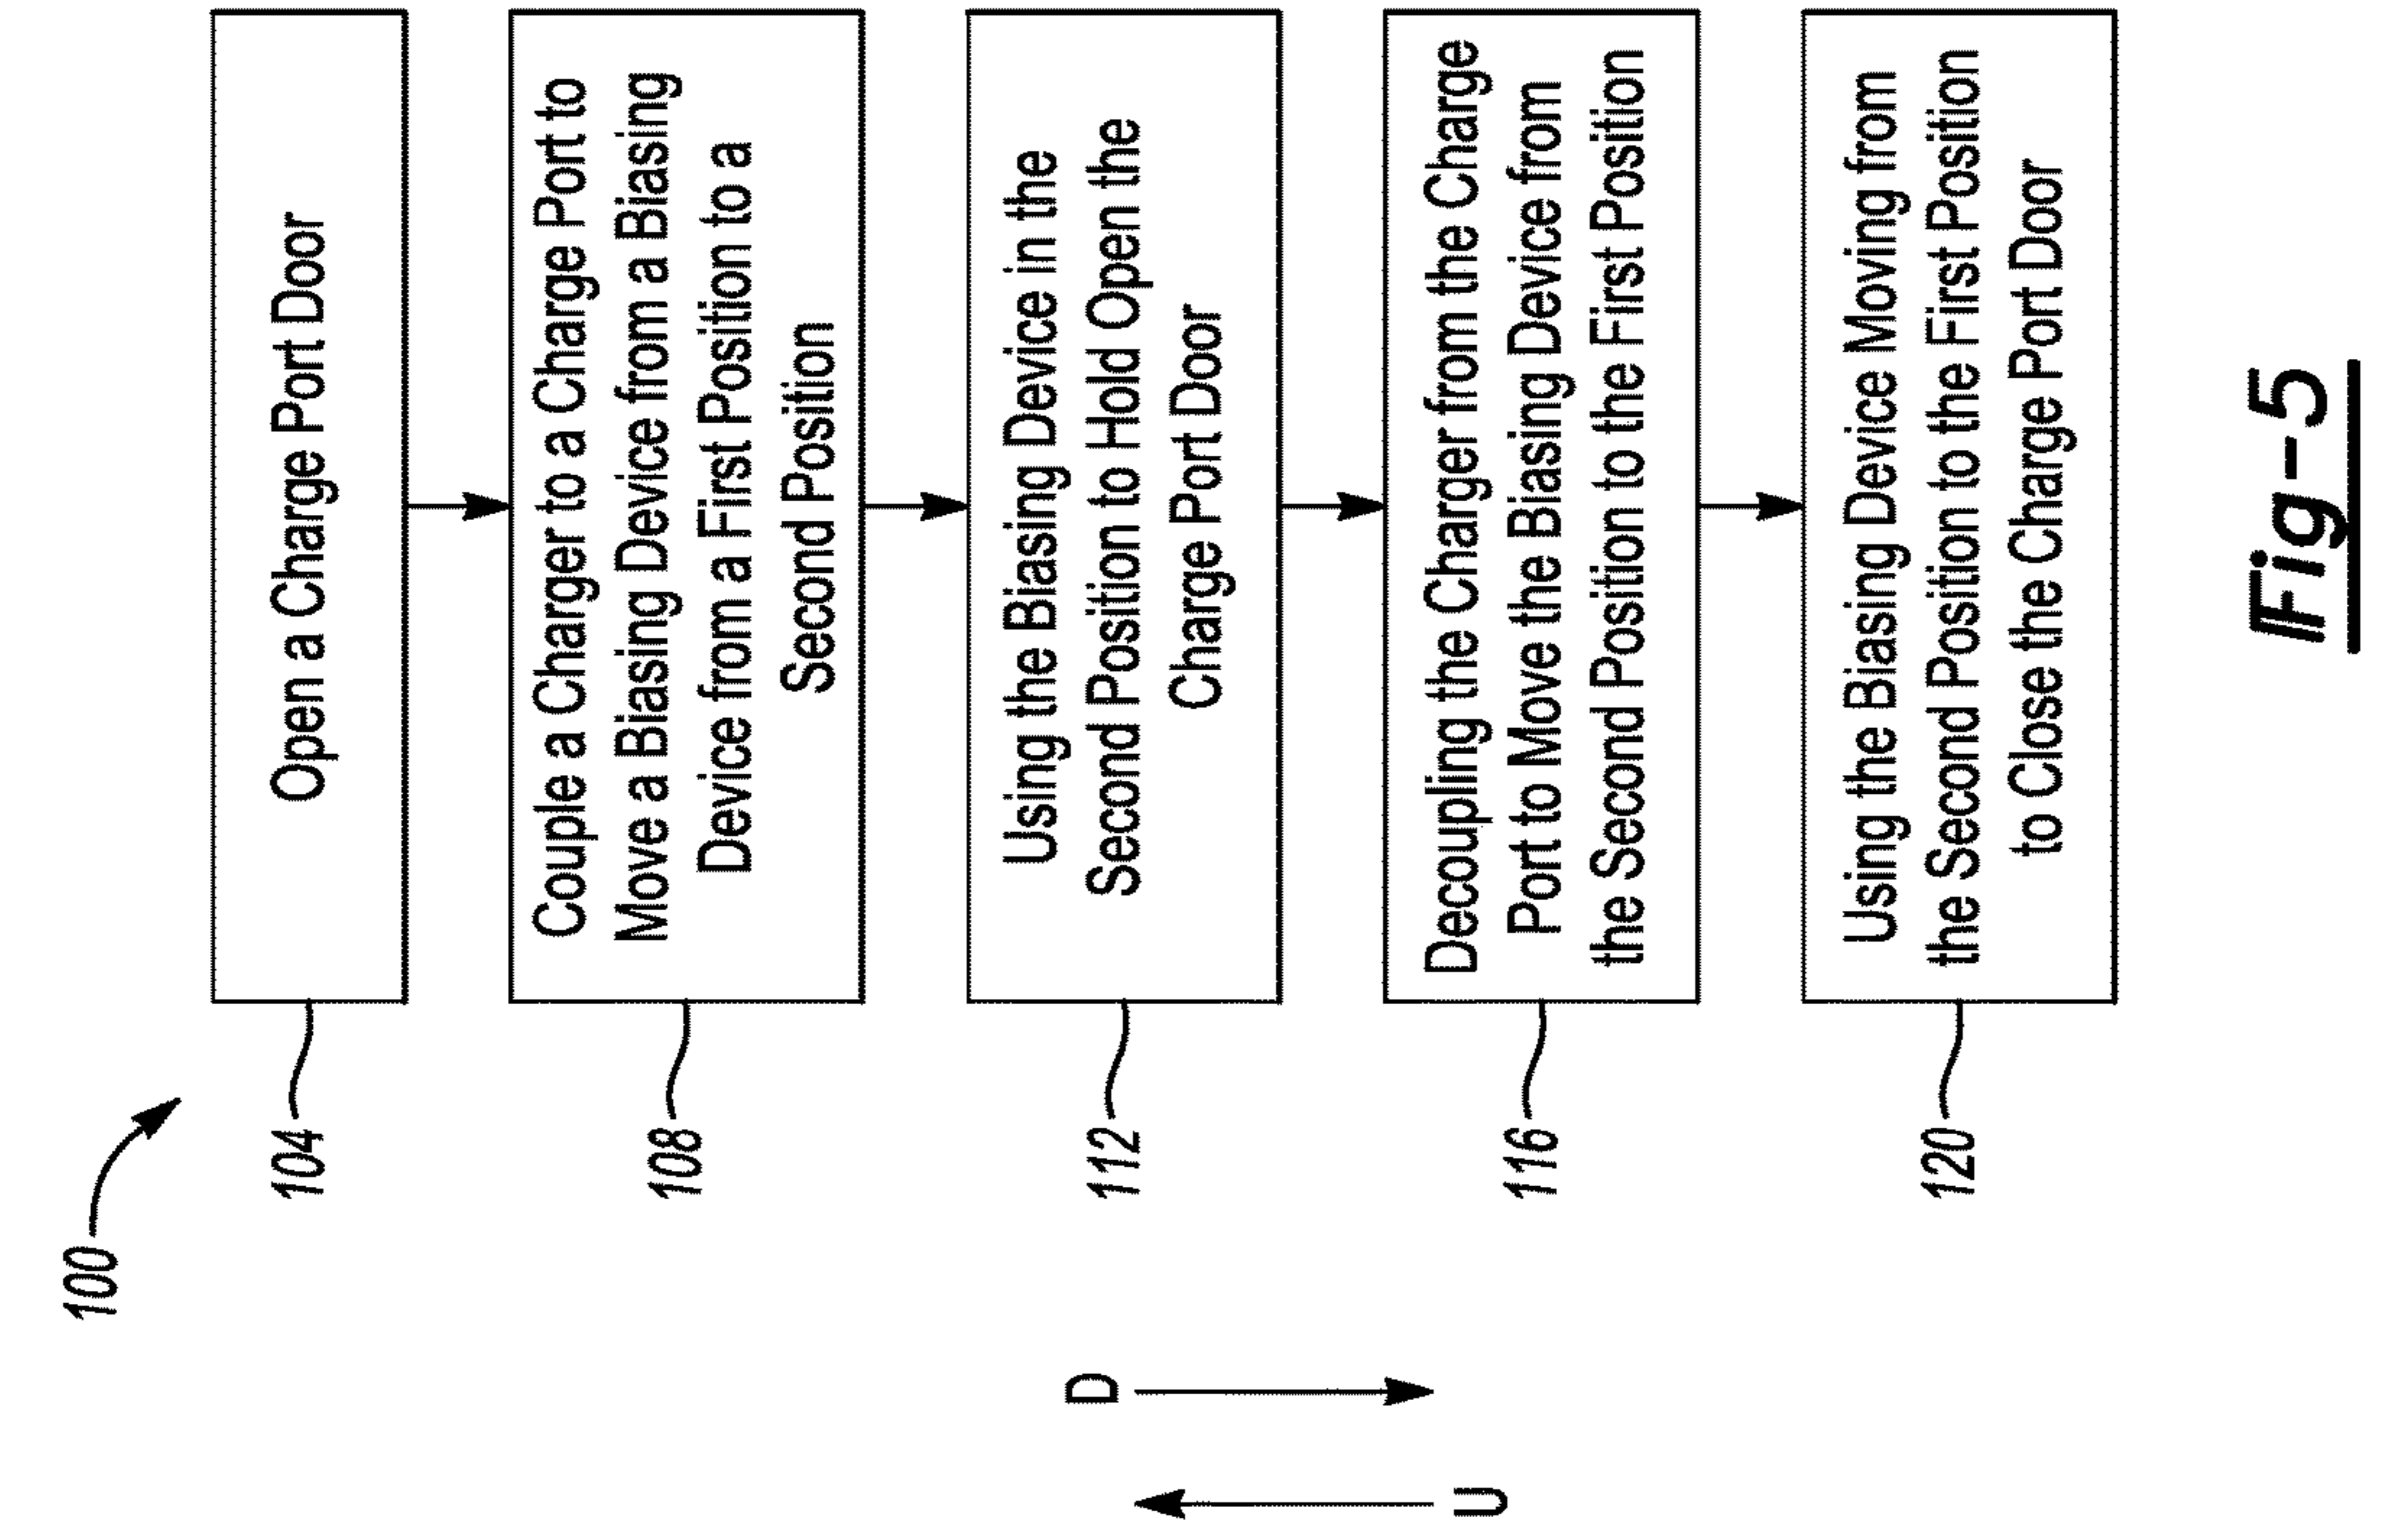 100
104
Open a Charge Port Door
108
Couple a Charger to a Charge Port to
Move a Biasing Device from a Biasing
Device from a First Position to a
Second Position
112
Using the Biasing Device in the
Second Position to Hold Open the
Charge Port Door
116
Decoupling the Charger from the Charge
Port to Move the Biasing Device from
the Second Position to the First Position
120
Using the Biasing Device Moving from
the Second Position to the First Position
to Close the Charge Port Door
D
U
Fig-5